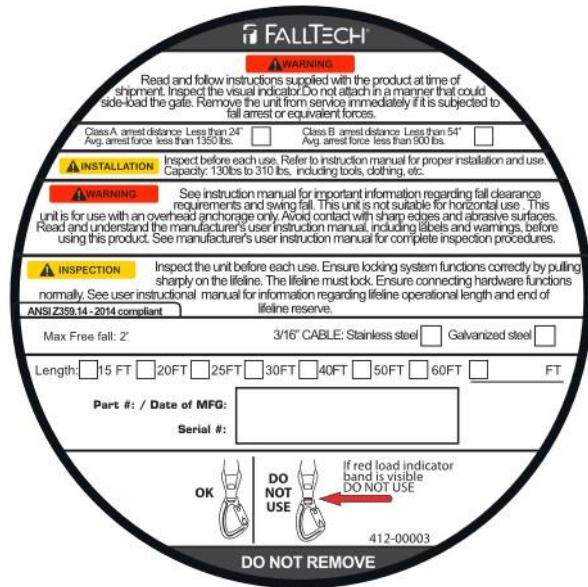 FALLTECH
WARNING
Read and follow instructions supplied with the product at time of
shipment. Inspect the visual indicator.Do not attach in a manner that could
side-load the gate. Remove the unit from service immediately if it is subjected to
fall arrest or equivalent forces.
Class A arrest distance Less than 24"
Avg. arrest force less than 1350 lbs.
Class B arrest distance Less than 54"
Avg. arrest force less than 900 lbs.
INSTALLATION
Inspect before each use. Refer to instruction manual for proper installation and use.
Capacity: 130lbs to 310 lbs, including tools, clothing, etc.
WARNING
See instruction manual for important information regarding fall clearance
requirements and swing fall. This unit is not suitable for horizontal use . This
unit is for use with an overhead anchorage only. Avoid contact with sharp edges and abrasive surfaces.
Read and understand the manufacturer's user instruction manual, including labels and warnings, before
using this product. See manufacturer's user instruction manual for complete inspection procedures.
INSPECTION
Inspect the unit before each use. Ensure locking system functions correctly by pulling
sharply on the lifeline. The lifeline must lock. Ensure connecting hardware functions
normally. See user instructional manual for information regarding lifeline operational length and end of
lifeline reserve.
ANSI Z359.14 - 2014 compliant
Max Free fall: 2'
3/16" CABLE: Stainless steel Galvanized steel
Length: 15 FT 20FT 25FT 30FT 40FT 50FT 60FT FT
Part #: / Date of MFG:
Serial #:
OK
DO
NOT
USE
If red load indicator
band is visible
DO NOT USE
412-00003
DO NOT REMOVE